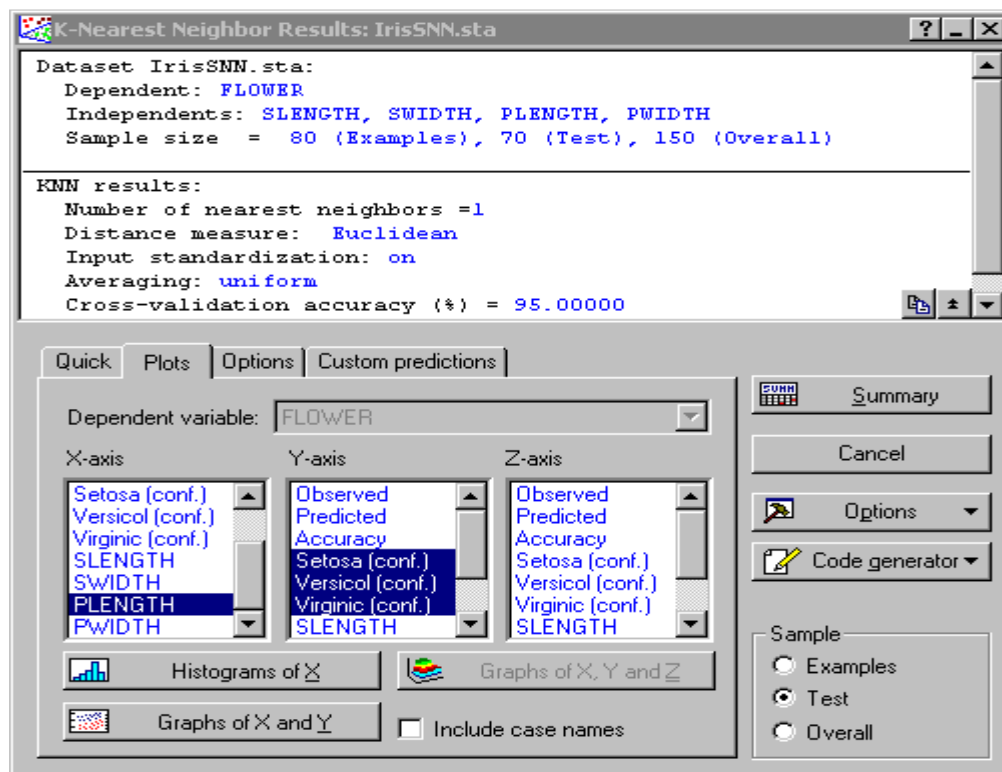 K-Nearest Neighbor Results: IrisSNN.sta
Dataset IrisSNN.sta:
Dependent: FLOWER
Independents: SLENGTH, SWIDTH, PLENGTH, PWIDTH
Sample size = 80 (Examples), 70 (Test), 150 (Overall)
KNN results:
Number of nearest neighbors =1
Distance measure: Euclidean
Input standardization: on
Averaging: uniform
Cross-validation accuracy (%) = 95.00000
Quick Plots Options Custom predictions
Dependent variable: FLOWER
X-axis
Setosa (conf.)
Versicol (conf.)
Virginic (conf.)
SLENGTH
SWIDTH
PLENGTH
PWIDTH
Y-axis
Observed
Predicted
Accuracy
Setosa (conf.)
Versicol (conf.)
Virginic (conf.)
SLENGTH
Z-axis
Observed
Predicted
Accuracy
Setosa (conf.)
Versicol (conf.)
Virginic (conf.)
SLENGTH
Histograms of X
Graphs of X, Y and Z
Graphs of X and Y
Include case names
SUMM
Summary
Cancel
Options
Code generator
Sample
Examples
Test
Overall